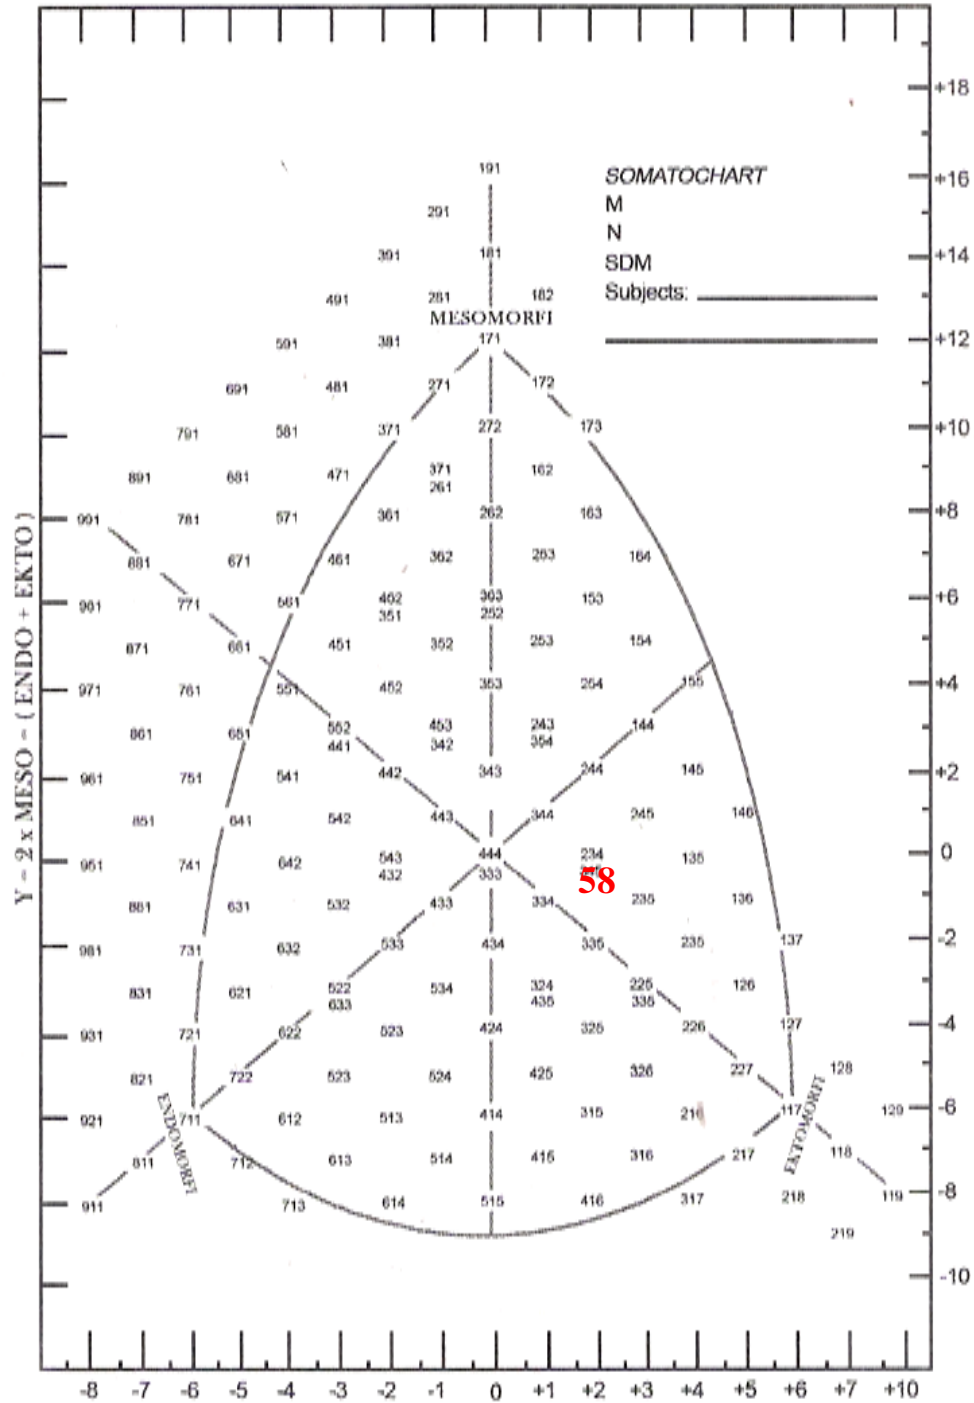 +18
191
SOMATOCHART
+16
M
291
N
391 181 +14
SDM
491 281 182 Subjects:
MESOMORFI
591 381 171 +12
691 481 271 172
791 581 371 272 173 +10
891 681 471 371 162
261
991 781 571 361 262 163 +8
881 671 461 362 263 164
981 771 561 462 363 153 +6
351 252
871 661 451 352 253 154
971 761 551 452 353 254 155 +4
861 651 552 453 243 144
441 342 354
961 751 541 442 343 244 145 +2
851 641 542 443 344 245 146
951 741 642 543 444 234 135 0
432 333 58
881 631 532 433 334 235 136
981 731 632 533 434 335 235 137 -2
831 621 522 534 324 225 126
633 435 335
931 721 622 523 424 325 226 127 -4
821 722 523 524 425 326 227 128
921 711 612 513 414 315 216 117 129 -6
ENDOMORFI
EKTOMORFI
811 712 613 514 415 316 217 118
911 713 614 515 416 317 218 119 -8
219
-10
-8 -7 -6 -5 -4 -3 -2 -1 0 +1 +2 +3 +4 +5 +6 +7 +10
Y = 2 x MESO - ( ENDO + EKTO )